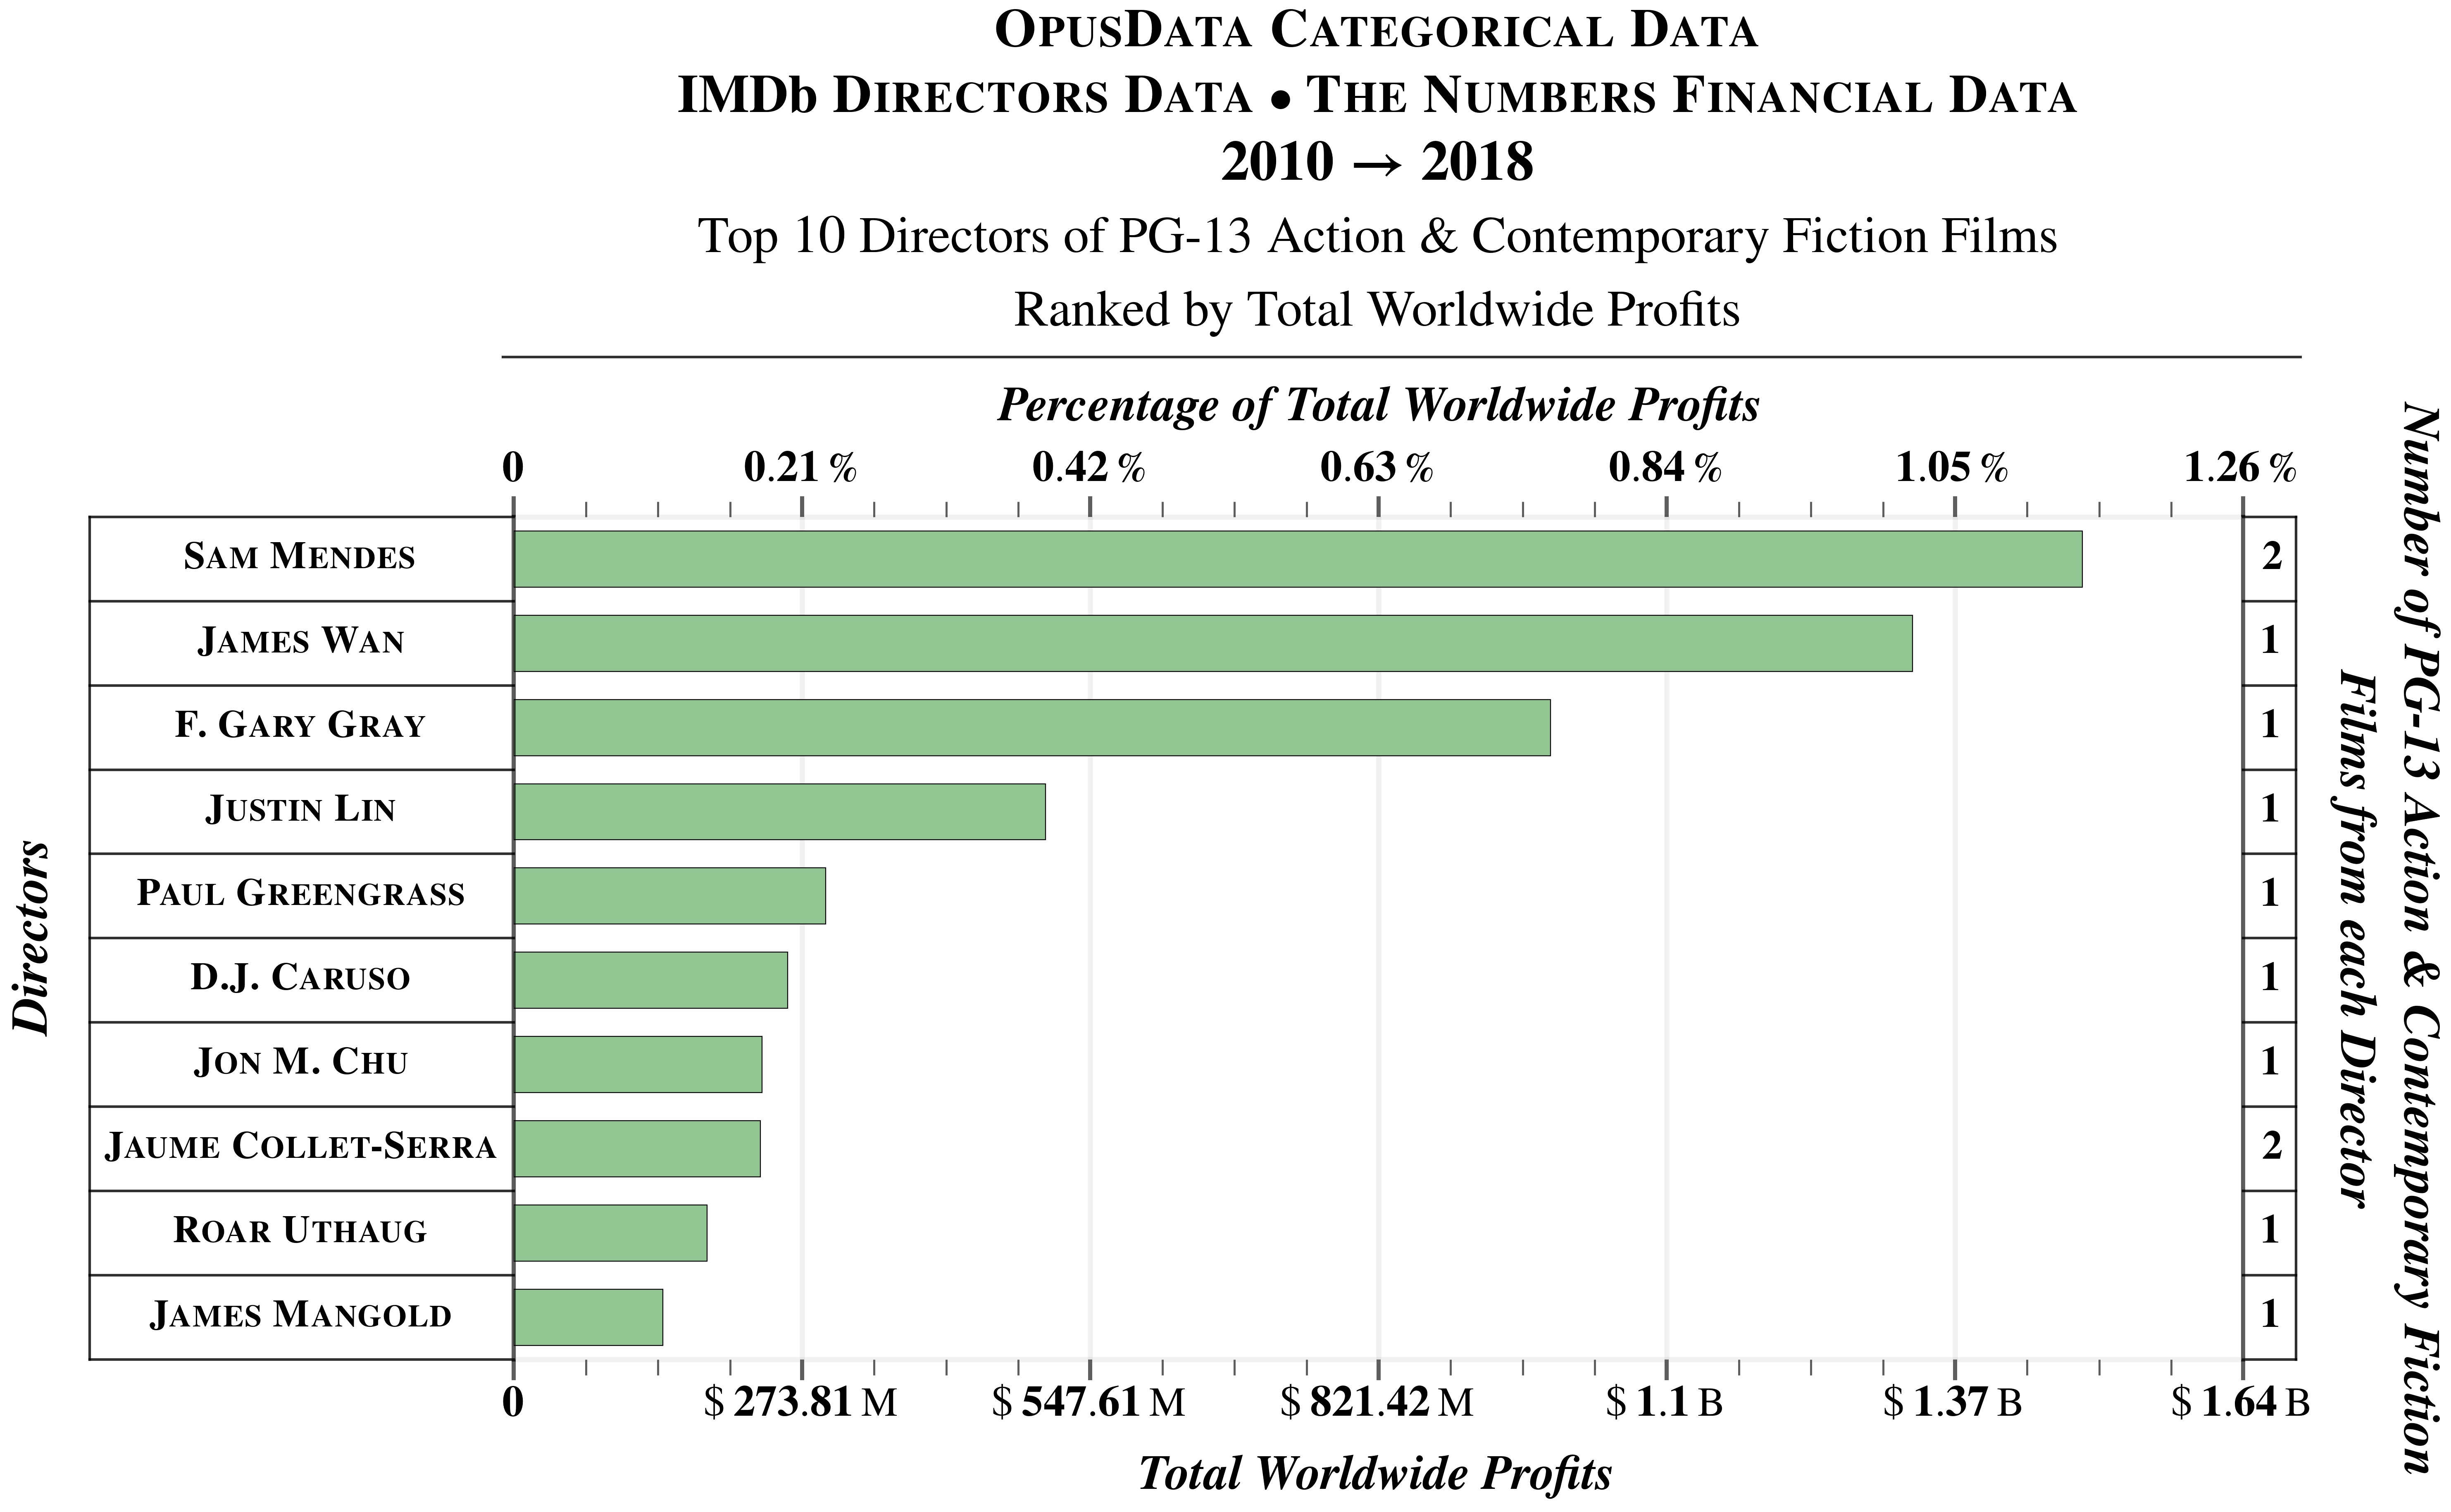 OPUSDATA CATEGORICAL DATA
IMDb DIRECTORS DATA • THE NUMBERS FINANCIAL DATA
2010 → 2018
Top 10 Directors of PG-13 Action & Contemporary Fiction Films
Ranked by Total Worldwide Profits
Percentage of Total Worldwide Profits
0 0.21 % 0.42 % 0.63 % 0.84 % 1.05 % 1.26 %
Directors
SAM MENDES 2
JAMES WAN 1
F. GARY GRAY 1
JUSTIN LIN 1
PAUL GREENGRASS 1
D.J. CARUSO 1
JON M. CHU 1
JAUME COLLET-SERRA 2
ROAR UTHAUG 1
JAMES MANGOLD 1
Number of PG-13 Action & Contemporary Fiction
Films from each Director
0 $ 273.81 M $ 547.61 M $ 821.42 M $ 1.1 B $ 1.37 B $ 1.64 B
Total Worldwide Profits